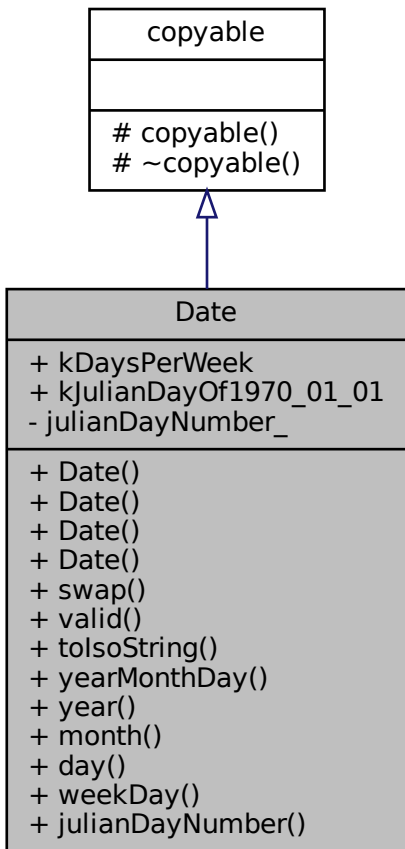 copyable
# copyable()
# ~copyable()
Date
+ kDaysPerWeek
+ kJulianDayOf1970_01_01
- julianDayNumber_
+ Date()
+ Date()
+ Date()
+ Date()
+ swap()
+ valid()
+ toIsoString()
+ yearMonthDay()
+ year()
+ month()
+ day()
+ weekDay()
+ julianDayNumber()